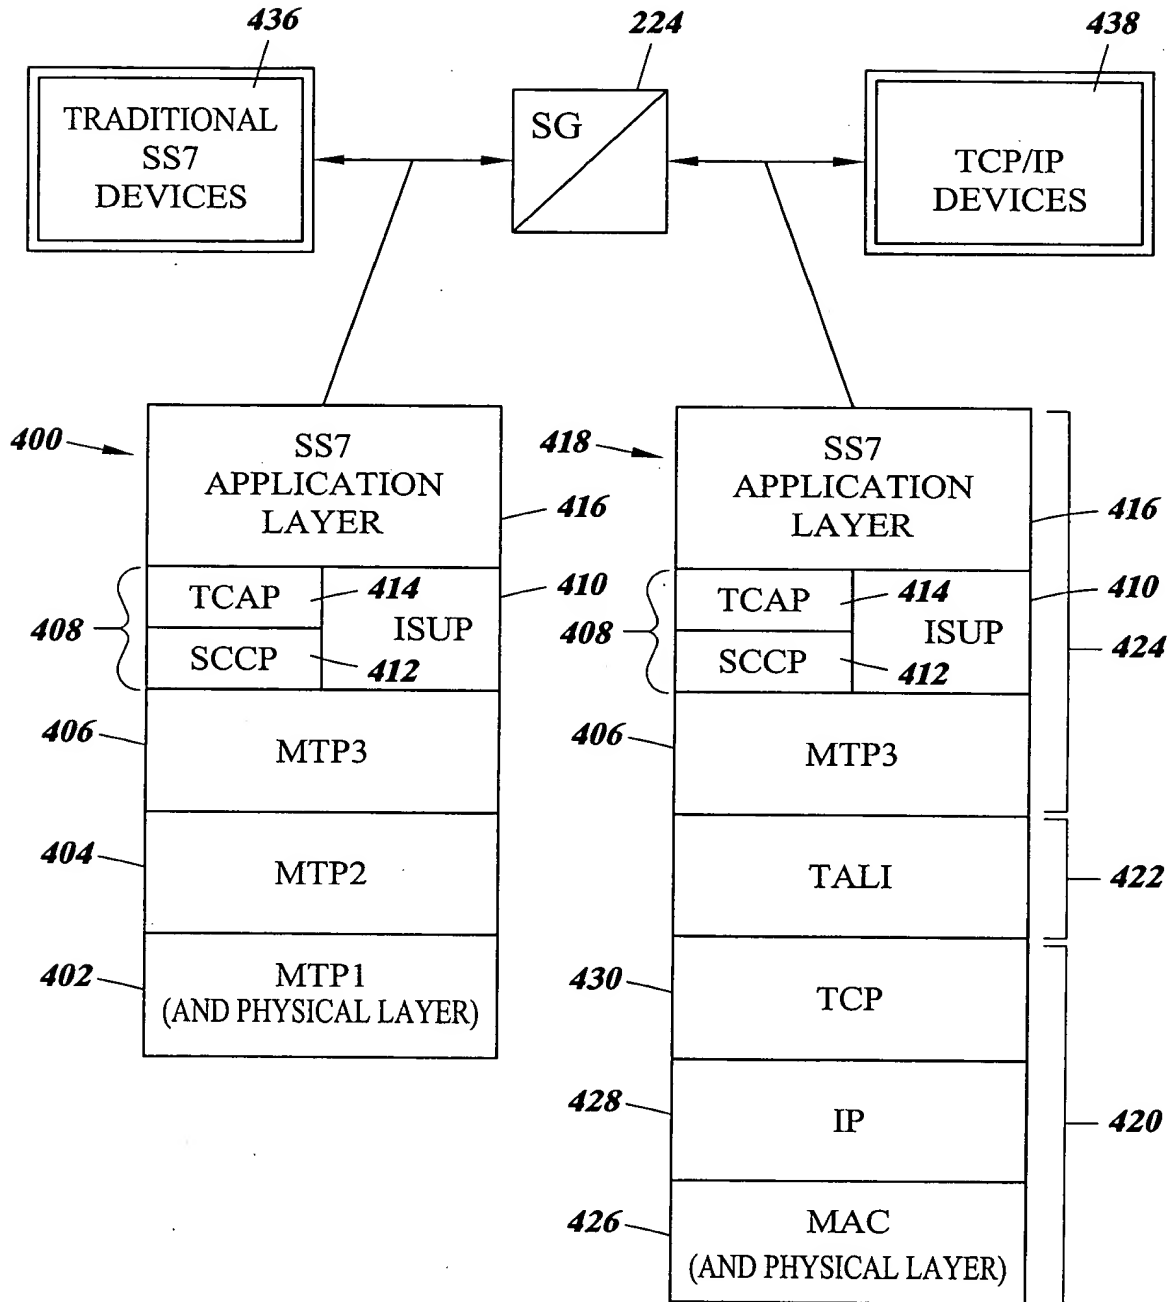 436
224
438
TRADITIONAL
SS7
DEVICES
SG
TCP/IP
DEVICES
400
SS7
APPLICATION
LAYER
416
408
TCAP
414
SCCP
412
ISUP
410
406
MTP3
404
MTP2
402
MTP1
(AND PHYSICAL LAYER)
418
SS7
APPLICATION
LAYER
416
408
TCAP
414
SCCP
412
ISUP
410
424
406
MTP3
TALI
422
430
TCP
428
IP
420
426
MAC
(AND PHYSICAL LAYER)